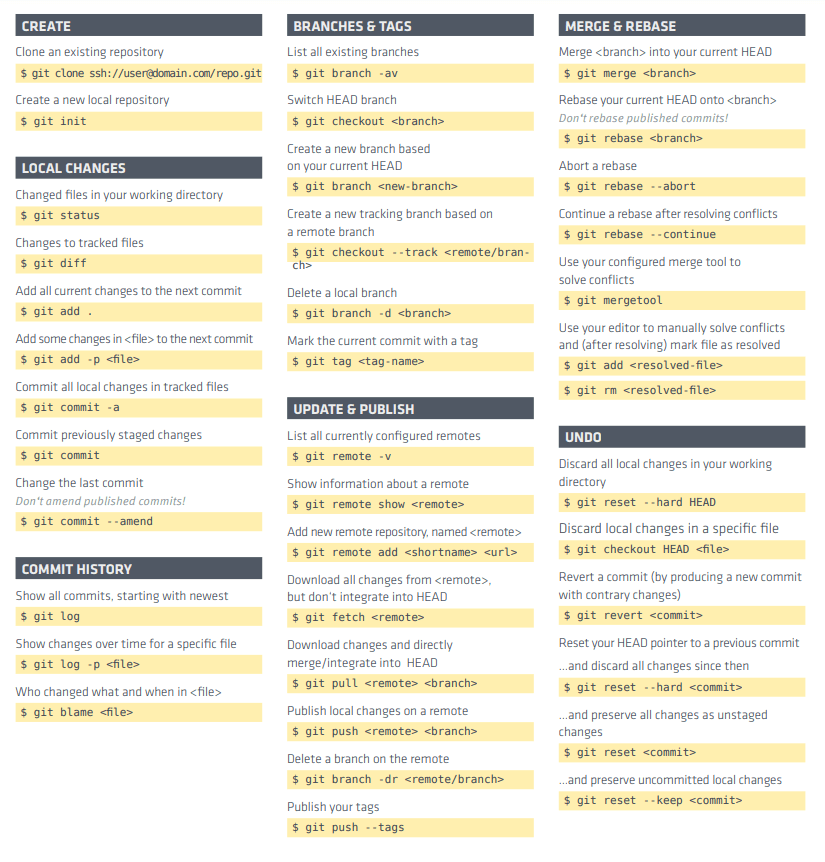 CREATE
Clone an existing repository
$ git clone ssh://user@domain.com/repo.git
Create a new local repository
$ git init
LOCAL CHANGES
Changed files in your working directory
$ git status
Changes to tracked files
$ git diff
Add all current changes to the next commit
$ git add .
Add some changes in <file> to the next commit
$ git add -p <file>
Commit all local changes in tracked files
$ git commit -a
Commit previously staged changes
$ git commit
Change the last commit
Don't amend published commits!
$ git commit --amend
COMMIT HISTORY
Show all commits, starting with newest
$ git log
Show changes over time for a specific file
$ git log -p <file>
Who changed what and when in <file>
$ git blame <file>
BRANCHES & TAGS
List all existing branches
$ git branch -av
Switch HEAD branch
$ git checkout <branch>
Create a new branch based
on your current HEAD
$ git branch <new-branch>
Create a new tracking branch based on
a remote branch
$ git checkout --track <remote/bran-
ch>
Delete a local branch
$ git branch -d <branch>
Mark the current commit with a tag
$ git tag <tag-name>
UPDATE & PUBLISH
List all currently configured remotes
$ git remote -v
Show information about a remote
$ git remote show <remote>
Add new remote repository, named <remote>
$ git remote add <shortname> <url>
Download all changes from <remote>,
but don't integrate into HEAD
$ git fetch <remote>
Download changes and directly
merge/integrate into HEAD
$ git pull <remote> <branch>
Publish local changes on a remote
$ git push <remote> <branch>
Delete a branch on the remote
$ git branch -dr <remote/branch>
Publish your tags
$ git push --tags
MERGE & REBASE
Merge <branch> into your current HEAD
$ git merge <branch>
Rebase your current HEAD onto <branch>
Don't rebase published commits!
$ git rebase <branch>
Abort a rebase
$ git rebase --abort
Continue a rebase after resolving conflicts
$ git rebase --continue
Use your configured merge tool to
solve conflicts
$ git mergetool
Use your editor to manually solve conflicts
and (after resolving) mark file as resolved
$ git add <resolved-file>
$ git rm <resolved-file>
UNDO
Discard all local changes in your working
directory
$ git reset --hard HEAD
Discard local changes in a specific file
$ git checkout HEAD <file>
Revert a commit (by producing a new commit
with contrary changes)
$ git revert <commit>
Reset your HEAD pointer to a previous commit
...and discard all changes since then
$ git reset --hard <commit>
...and preserve all changes as unstaged
changes
$ git reset <commit>
...and preserve uncommitted local changes
$ git reset --keep <commit>